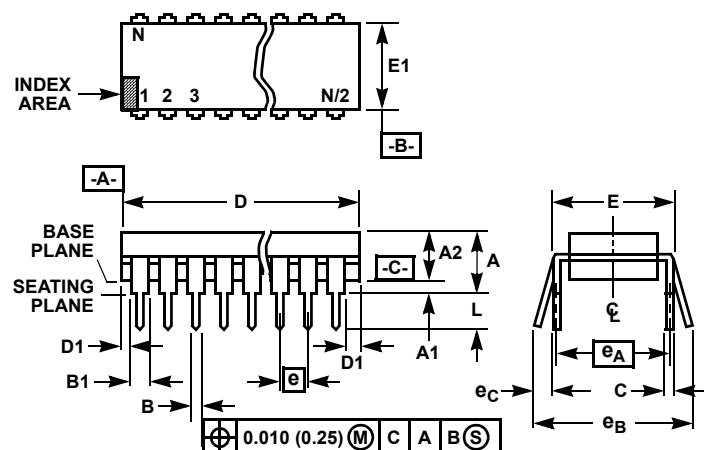 N
E1
INDEX
AREA
1 2 3 N/2
-B-
-A-
D
E
BASE
PLANE
A2
A
-C-
SEATING
PLANE
L
C
L
D1
A1
D1
eA
B1
e
eC
C
B
eB
0.010 (0.25) M C A B S